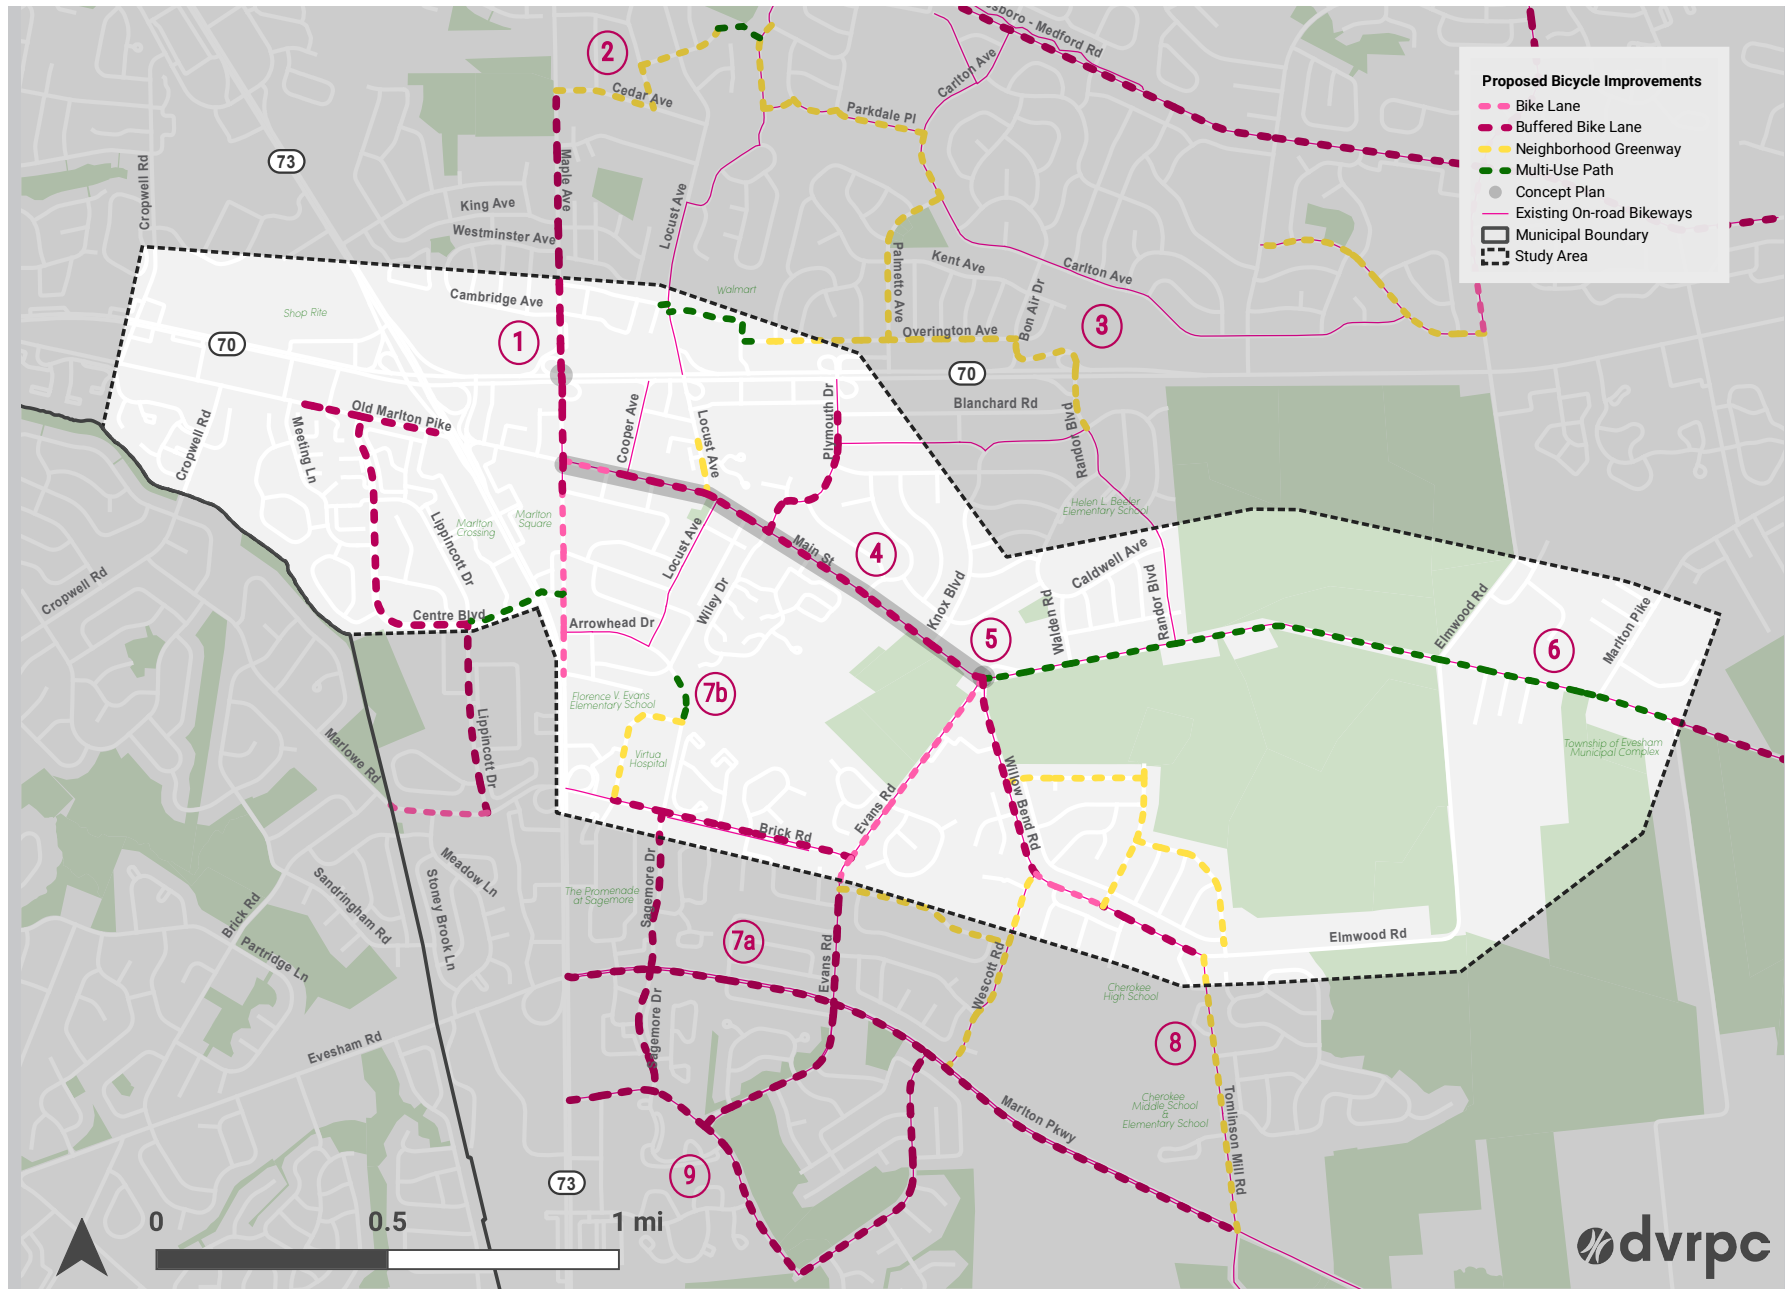 sboro - Medford Rd
2
Carlton Ave
Cedar Ave
Parkdale Pl
Proposed Bicycle Improvements
Bike Lane
Buffered Bike Lane
Neighborhood Greenway
Multi-Use Path
Concept Plan
Existing On-road Bikeways
Municipal Boundary
Study Area
73
Cropwell Rd
Maple Ave
King Ave
Westminster Ave
Locust Ave
Palmetto Ave
Kent Ave
Carlton Ave
Bon Air Dr
Cambridge Ave
Walmart
Shop Rite
70
1
Overington Ave
3
70
Blanchard Rd
Old Marlton Pike
Meeting Ln
Cropwell Rd
Cooper Ave
Locust Ave
Plymouth Dr
Randor Blvd
Helen L. Beeler
Elementary School
Marlton
Crossing
Marlton
Square
Lippincott Dr
Locust Ave
Main St
4
Caldwell Ave
Cropwell Rd
Centre Blvd
Arrowhead Dr
Wiley Dr
Knox Blvd
Walden Rd
Randor Blvd
5
Elmwood Rd
Marlton Pike
6
7b
Florence V. Evans
Elementary School
Virtua
Hospital
Township of Evesham
Municipal Complex
Marlowe Rd
Lippincott Dr
Brick Rd
Evans Rd
Willow Bend Rd
Meadow Ln
Sandringham Rd
Stoney Brook Ln
Brick Rd
Partridge Ln
The Promenade
at Sagemore
Sagemore Dr
7a
Evans Rd
Wescott Rd
Elmwood Rd
Cherokee
High School
Sagemore Dr
Evesham Rd
8
Cherokee
Middle School
&
Elementary School
Marlton Pkwy
Tomlinson Mill Rd
9
73
0
0.5
1 mi
dvrpc